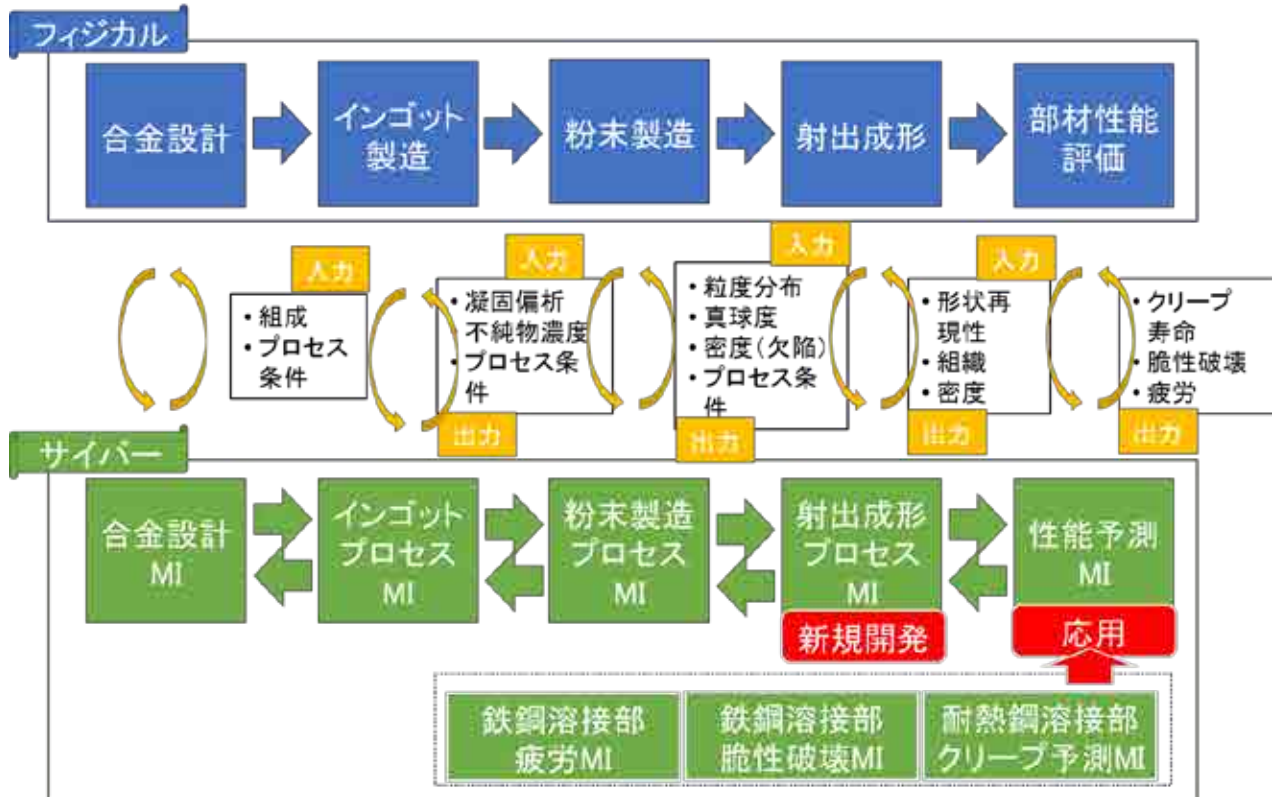 フィジカル
合金設計
インゴット
製造
粉末製造
射出成形
部材性能
評価
入力
・組成
・プロセス
条件
入力
・凝固偏析
不純物濃度
・プロセス条
件
出力
入力
・粒度分布
・真球度
・密度(欠陥)
・プロセス条
件
出力
入力
・形状再
現性
・組織
・密度
出力
・クリープ
寿命
・脆性破壊
・疲労
出力
サイバー
合金設計
MI
インゴット
プロセス
MI
粉末製造
プロセス
MI
射出成形
プロセス
MI
新規開発
性能予測
MI
応用
鉄鋼溶接部
疲労MI
鉄鋼溶接部
脆性破壊MI
耐熱鋼溶接部
クリープ予測MI